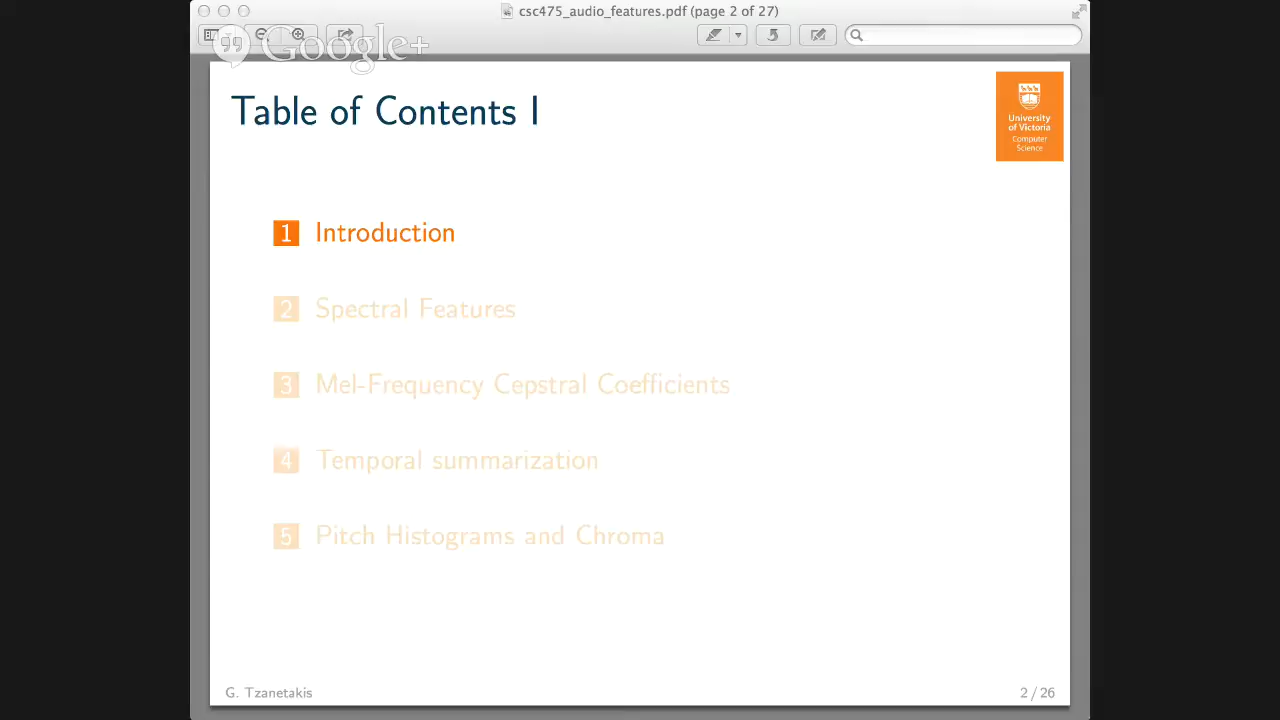 csc475_audio_features.pdf (page 2 of 27)
Google+
Table of Contents I
University
of Victoria
Computer
Science
1 Introduction
2 Spectral Features
3 Mel-Frequency Cepstral Coefficients
4 Temporal summarization
5 Pitch Histograms and Chroma
G. Tzanetakis
2 / 26